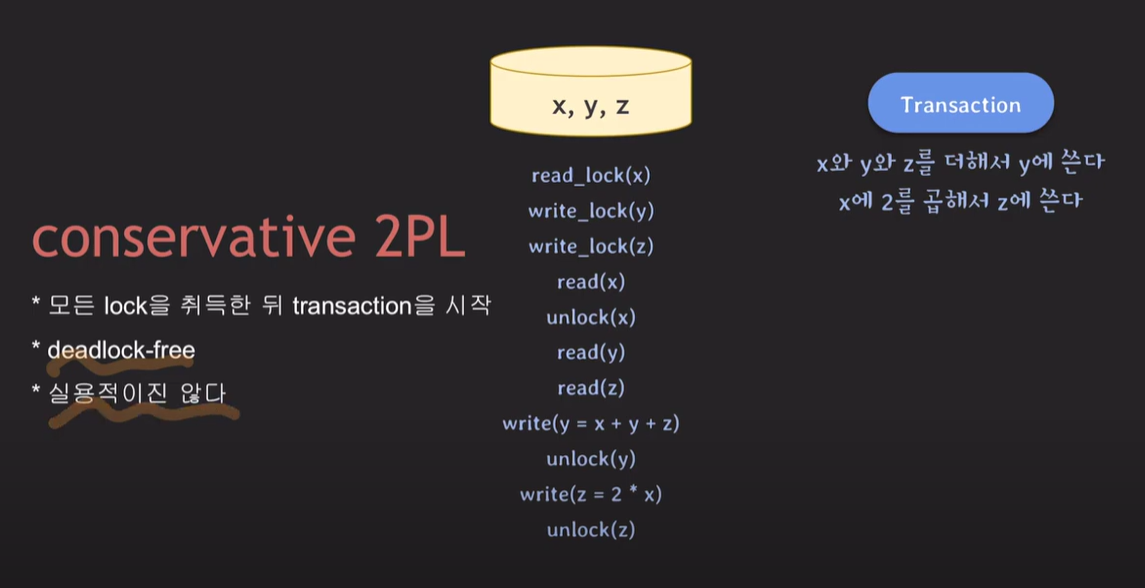 x, y, z
Transaction
x와 y와 z를 더해서 y에 쓴다
x에 2를 곱해서 z에 쓴다
conservative 2PL
* 모든 lock을 취득한 뒤 transaction을 시작
* deadlock-free
* 실용적이진 않다
read_lock(x)
write_lock(y)
write_lock(z)
read(x)
unlock(x)
read(y)
read(z)
write(y = x + y + z)
unlock(y)
write(z = 2 * x)
unlock(z)